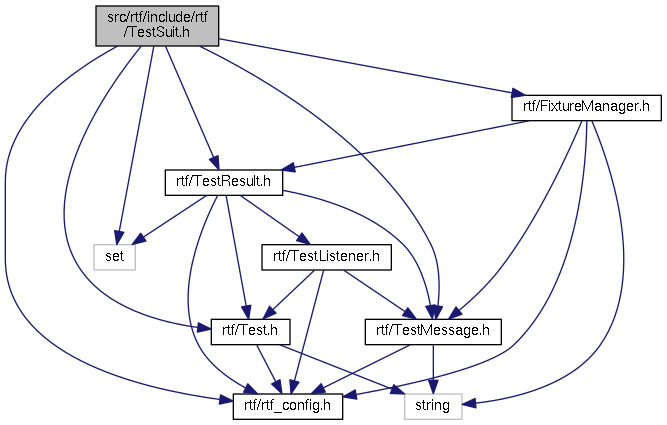 src/rtf/include/rtf
/TestSuit.h
rtf/FixtureManager.h
rtf/TestResult.h
set
rtf/TestListener.h
rtf/Test.h
rtf/TestMessage.h
rtf/rtf_config.h
string